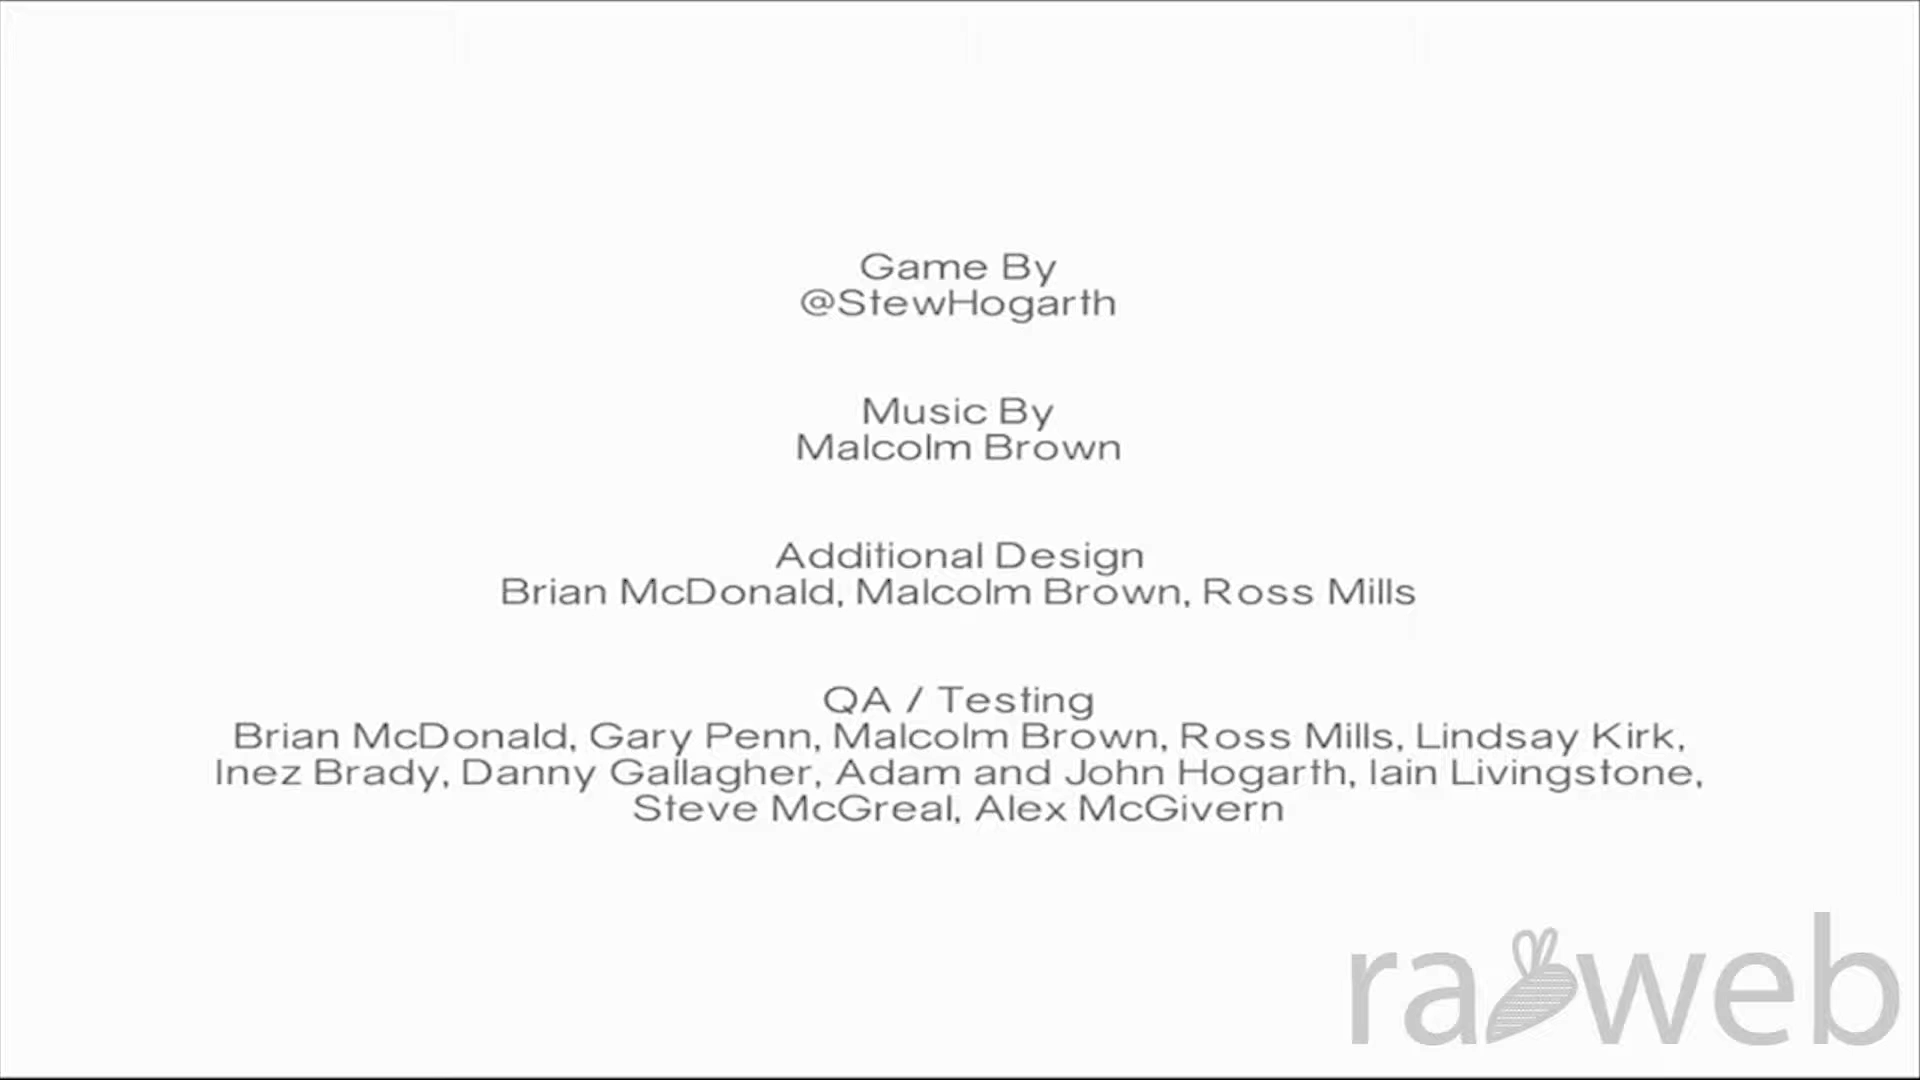 Game By
@StewHogarth
Music By
Malcolm Brown
Additional Design
Brian McDonald, Malcolm Brown, Ross Mills
QA / Testing
Brian McDonald, Gary Penn, Malcolm Brown, Ross Mills, Lindsay Kirk,
Inez Brady, Danny Gallagher, Adam and John Hogarth, Iain Livingstone,
Steve McGreal, Alex McGivern
ra web